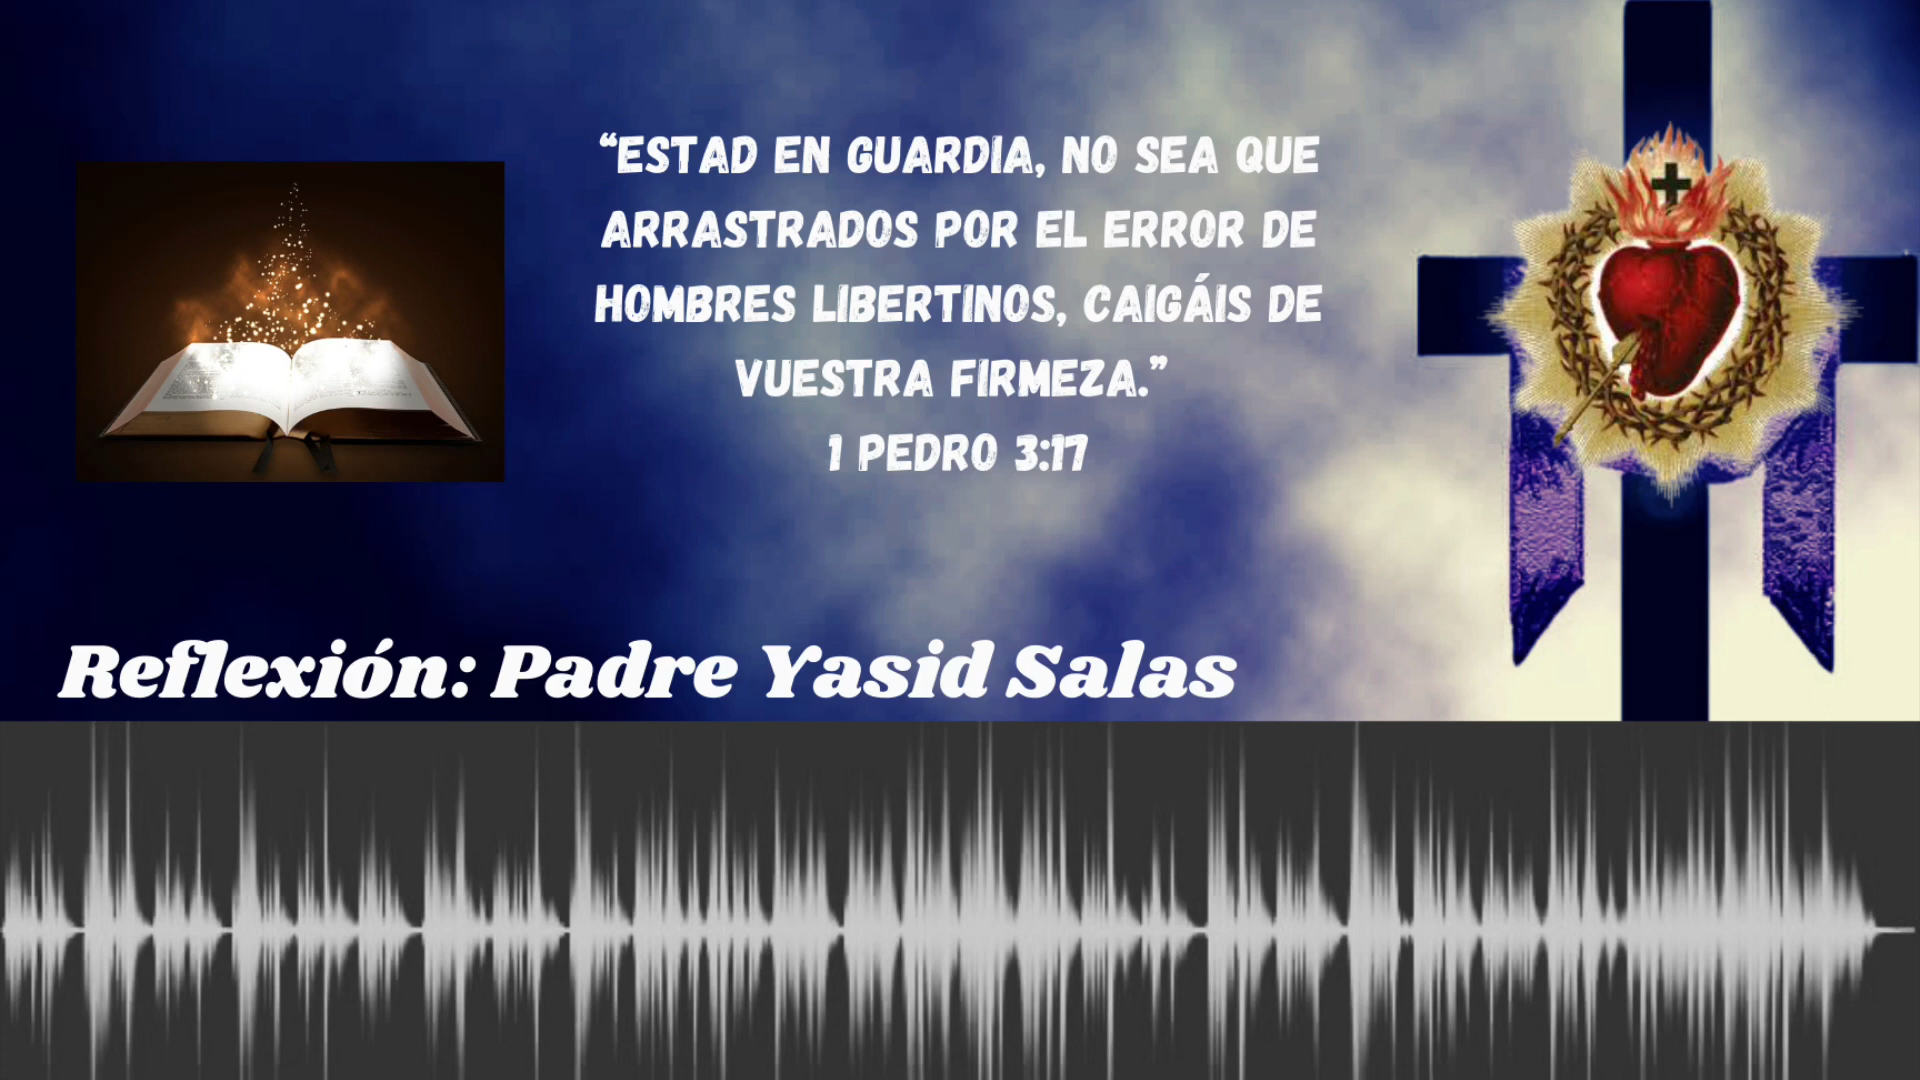 “ESTAD EN GUARDIA, NO SEA QUE
ARRASTRADOS POR EL ERROR DE
HOMBRES LIBERTINOS, CAIGÁIS DE
VUESTRA FIRMEZA.”
1 PEDRO 3:17
Reflexión: Padre Yasid Salas